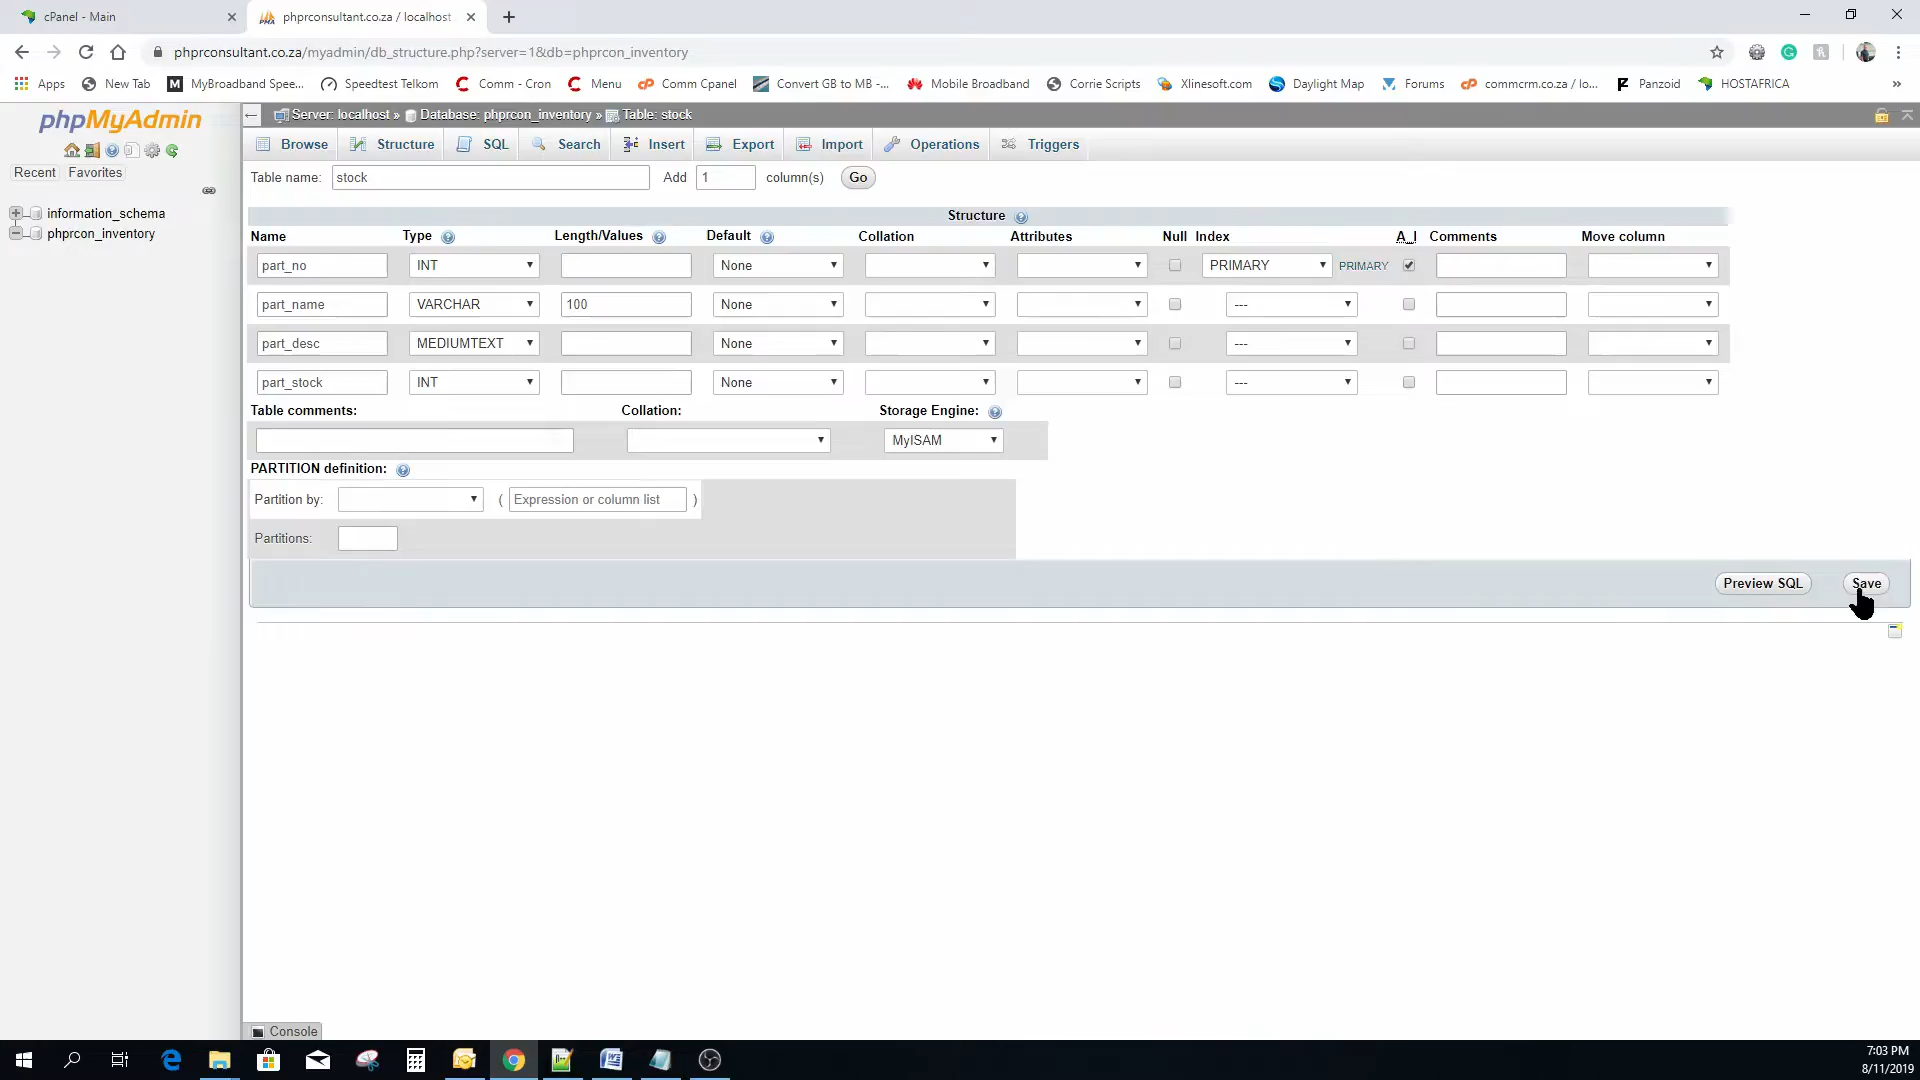 cPanel - Main
phprconsultant.co.za / localhost
phprconsultant.co.za/myadmin/db_structure.php?server=1&db=phprcon_inventory
Apps New Tab MyBroadband Spee... Speedtest Telkom Comm - Cron Menu Comm Cpanel Convert GB to MB -... Mobile Broadband Corrie Scripts Xlinesoft.com Daylight Map Forums commcrm.co.za / lo... Panzoid HOSTAFRICA »
phpMyAdmin
Recent Favorites
information_schema
phprcon_inventory
Server: localhost » Database: phprcon_inventory » Table: stock
Browse Structure SQL Search Insert Export Import Operations Triggers
Table name: stock Add 1 column(s) Go
Structure
Name Type Length/Values Default Collation Attributes Null Index A_I Comments Move column
part_no INT None PRIMARY PRIMARY
part_name VARCHAR 100 None ---
part_desc MEDIUMTEXT None ---
part_stock INT None ---
Table comments: Collation: Storage Engine:
MyISAM
PARTITION definition:
Partition by: ( Expression or column list )
Partitions:
Preview SQL Save
Console
7:03 PM
8/11/2019